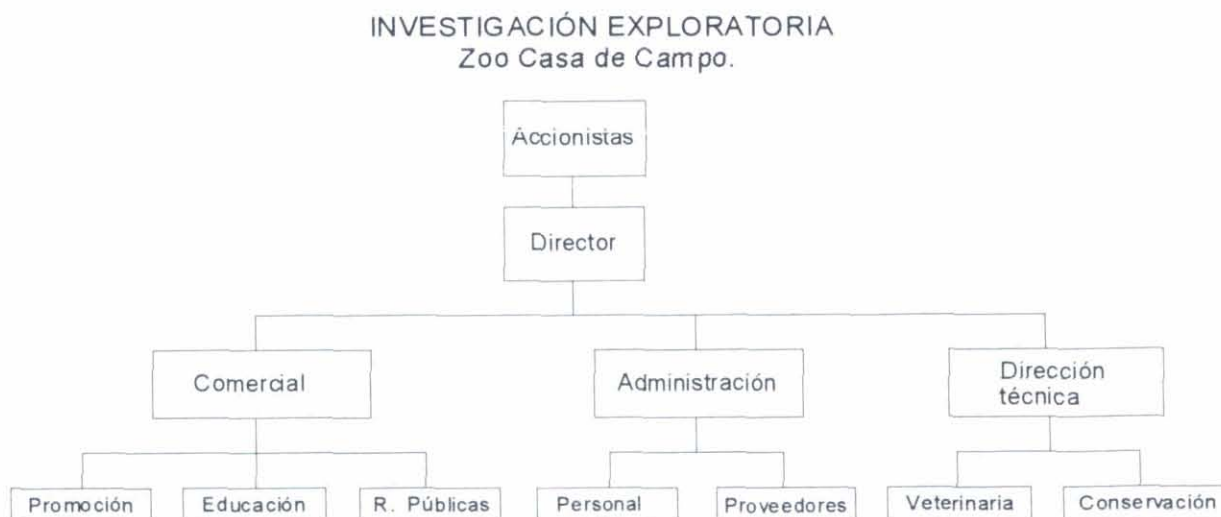 INVESTIGACIÓN EXPLORATORIA
Zoo Casa de Campo.
Accionistas
Director
Comercial
Administración
Dirección
técnica
Promoción
Educación
R. Públicas
Personal
Proveedores
Veterinaria
Conservación